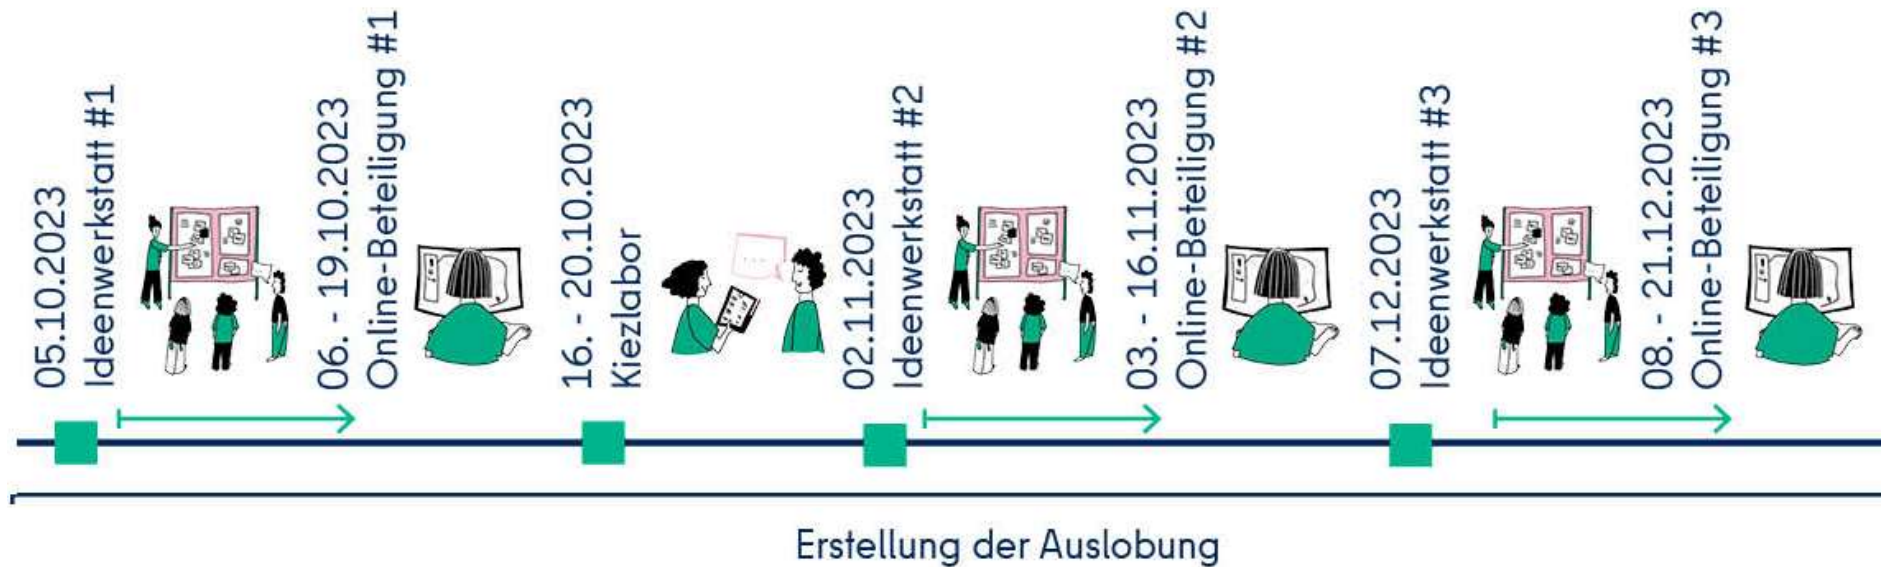 05.10.2023
Ideenwerkstatt #1
06. - 19.10.2023
Online-Beteiligung #1
16. - 20.10.2023
Kiezlabor
02.11.2023
Ideenwerkstatt #2
03. - 16.11.2023
Online-Beteiligung #2
07.12.2023
Ideenwerkstatt #3
08. - 21.12.2023
Online-Beteiligung #3
Erstellung der Auslobung